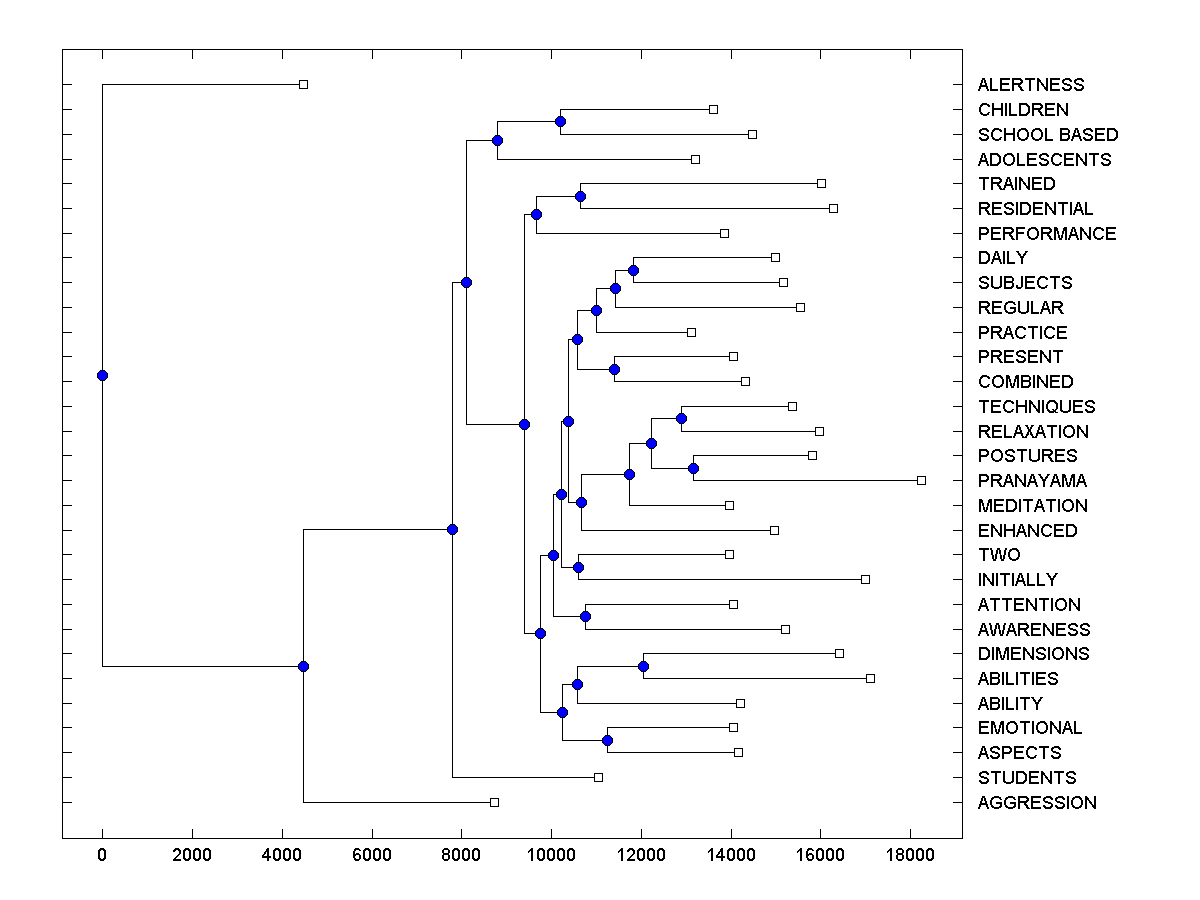 ALERTNESS
CHILDREN
SCHOOL BASED
ADOLESCENTS
TRAINED
RESIDENTIAL
PERFORMANCE
DAILY
SUBJECTS
REGULAR
PRACTICE
PRESENT
COMBINED
TECHNIQUES
RELAXATION
POSTURES
PRANAYAMA
MEDITATION
ENHANCED
TWO
INITIALLY
ATTENTION
AWARENESS
DIMENSIONS
ABILITIES
ABILITY
EMOTIONAL
ASPECTS
STUDENTS
AGGRESSION
0 2000 4000 6000 8000 10000 12000 14000 16000 18000